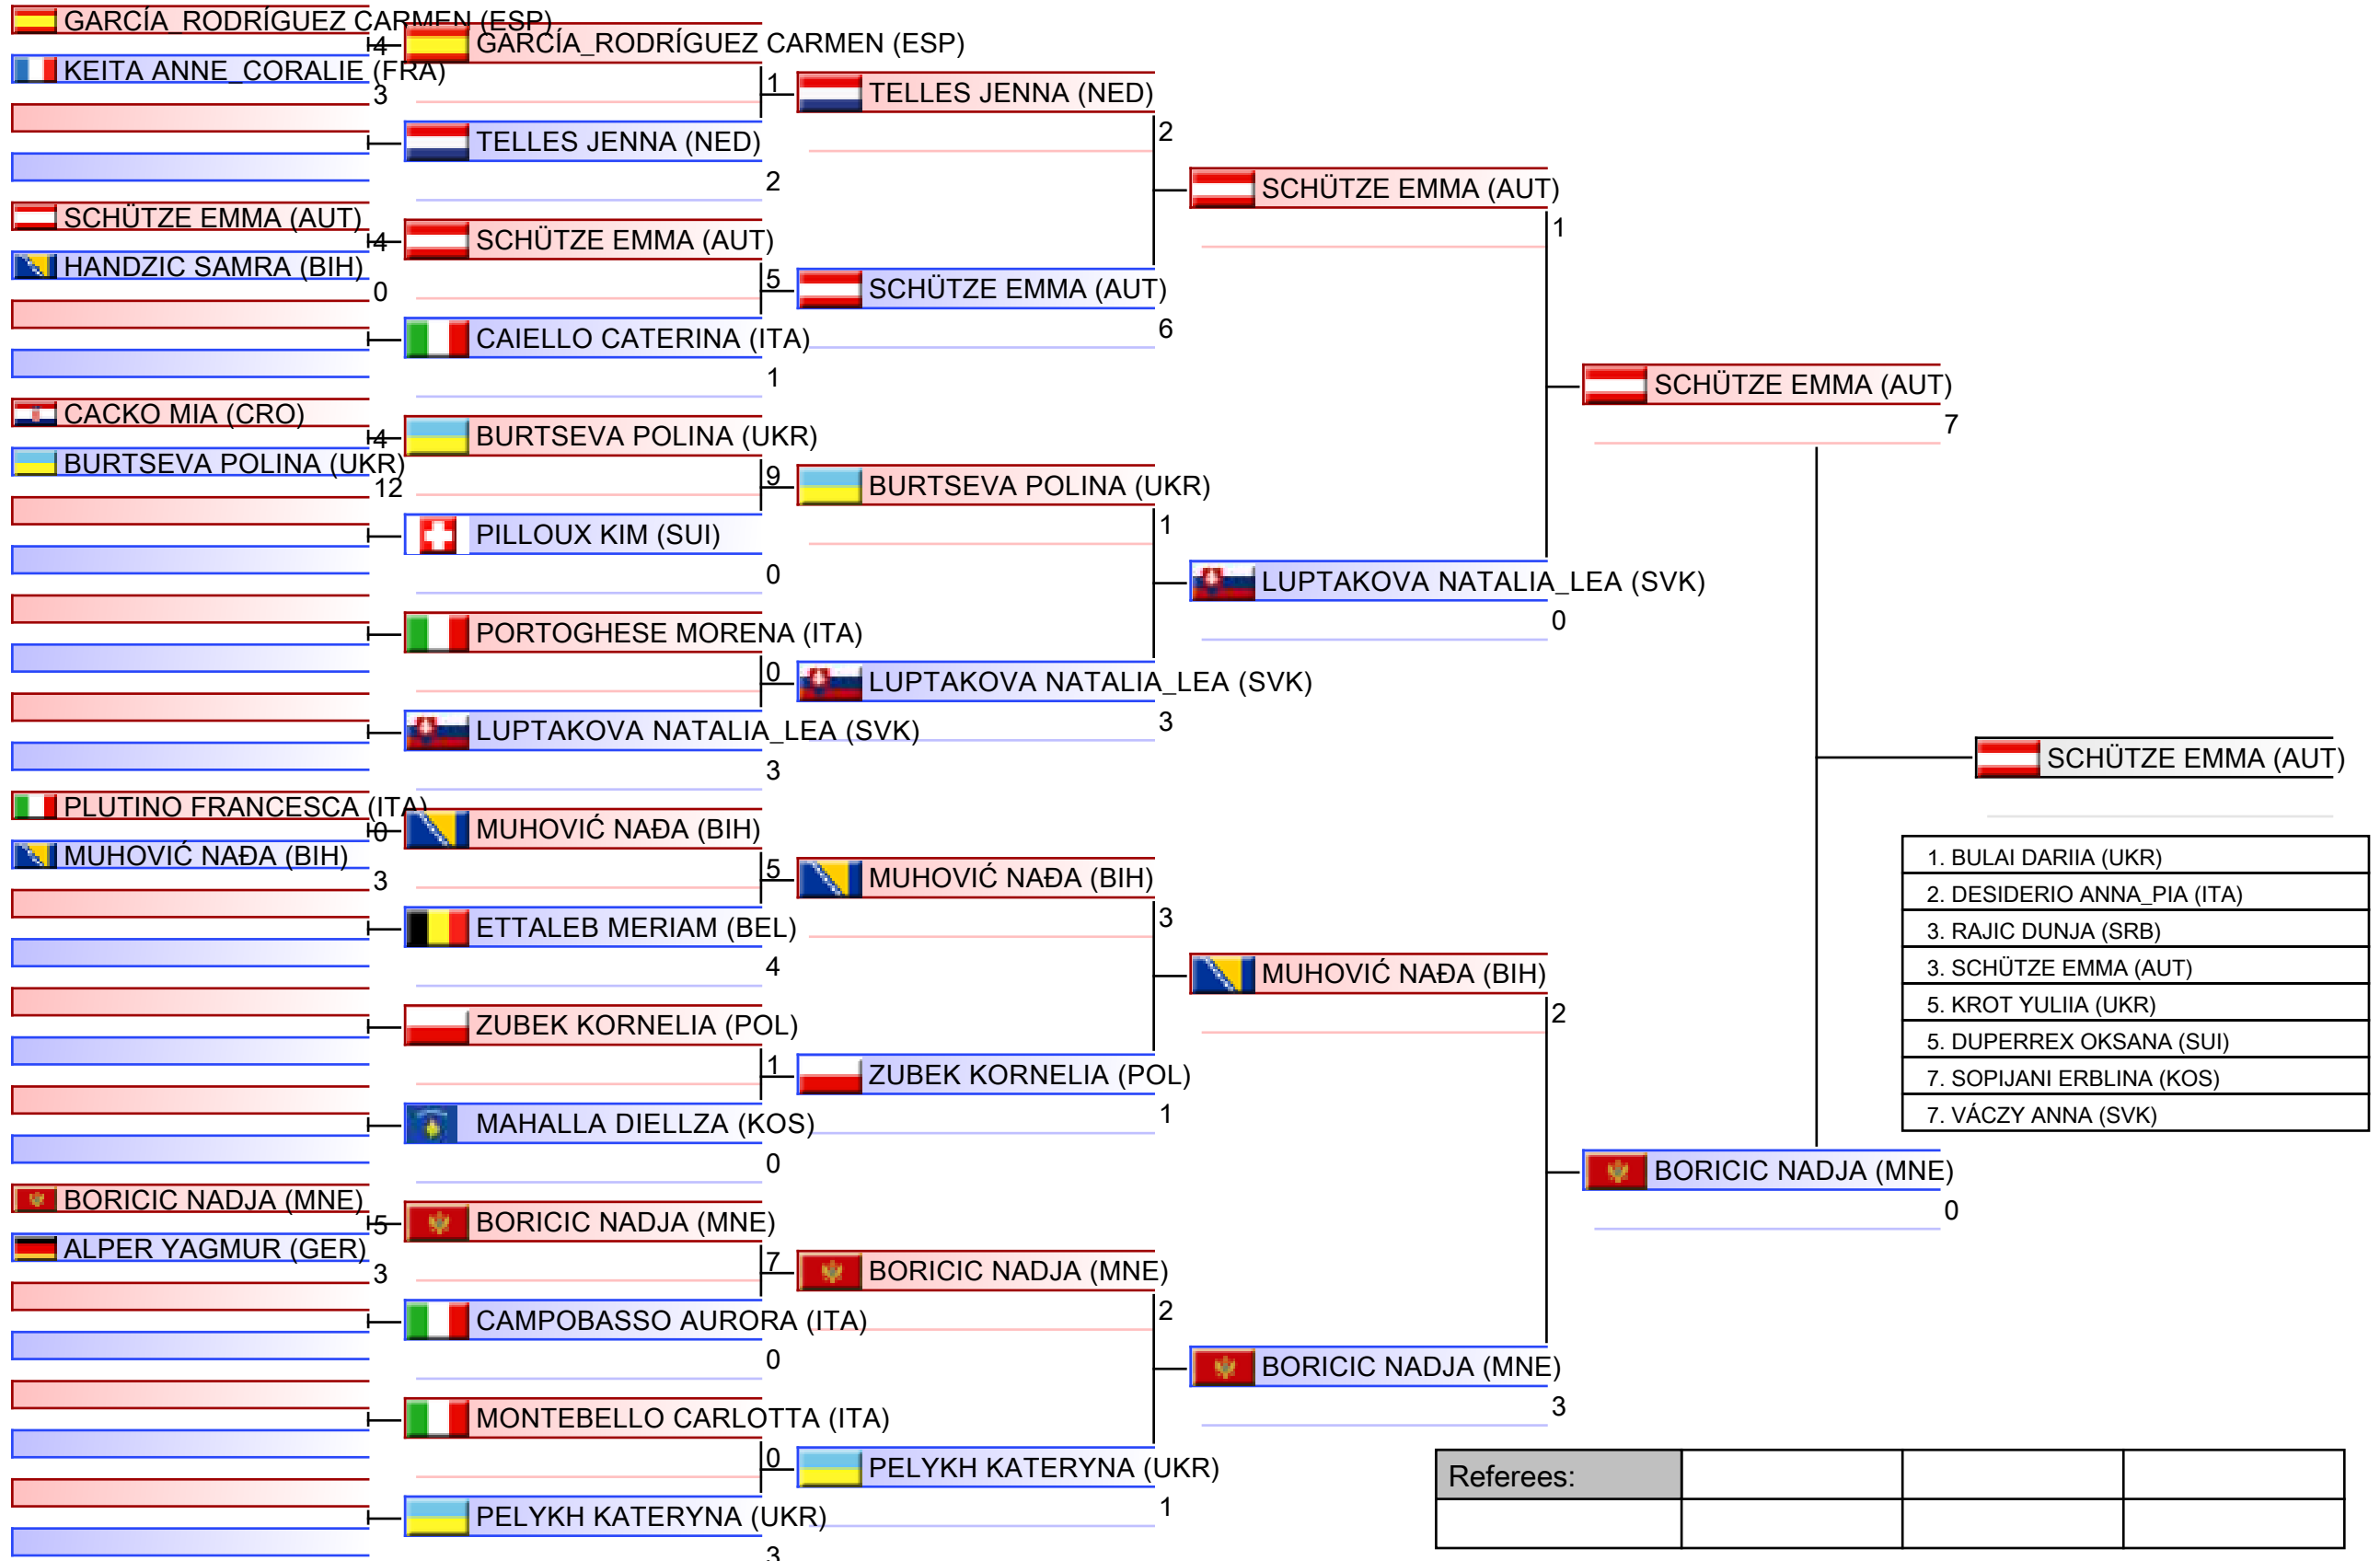 GARCÍA_RODRÍGUEZ CARMEN (ESP)
4
KEITA ANNE_CORALIE (FRA)
3
SCHÜTZE EMMA (AUT)
4
HANDZIC SAMRA (BIH)
0
CACKO MIA (CRO)
4
BURTSEVA POLINA (UKR)
12
PLUTINO FRANCESCA (ITA)
0
MUHOVIĆ NAĐA (BIH)
3
BORICIC NADJA (MNE)
5
ALPER YAGMUR (GER)
3
GARCÍA_RODRÍGUEZ CARMEN (ESP)
1
TELLES JENNA (NED)
2
SCHÜTZE EMMA (AUT)
5
CAIELLO CATERINA (ITA)
1
BURTSEVA POLINA (UKR)
9
PILLOUX KIM (SUI)
0
PORTOGHESE MORENA (ITA)
0
LUPTAKOVA NATALIA_LEA (SVK)
3
MUHOVIĆ NAĐA (BIH)
5
ETTALEB MERIAM (BEL)
4
ZUBEK KORNELIA (POL)
1
MAHALLA DIELLZA (KOS)
0
BORICIC NADJA (MNE)
7
CAMPOBASSO AURORA (ITA)
0
MONTEBELLO CARLOTTA (ITA)
0
PELYKH KATERYNA (UKR)
3
TELLES JENNA (NED)
2
SCHÜTZE EMMA (AUT)
6
BURTSEVA POLINA (UKR)
1
LUPTAKOVA NATALIA_LEA (SVK)
3
MUHOVIĆ NAĐA (BIH)
3
ZUBEK KORNELIA (POL)
1
BORICIC NADJA (MNE)
2
PELYKH KATERYNA (UKR)
1
SCHÜTZE EMMA (AUT)
1
LUPTAKOVA NATALIA_LEA (SVK)
0
MUHOVIĆ NAĐA (BIH)
2
BORICIC NADJA (MNE)
3
SCHÜTZE EMMA (AUT)
7
BORICIC NADJA (MNE)
0
SCHÜTZE EMMA (AUT)
1. BULAI DARIIA (UKR)
2. DESIDERIO ANNA_PIA (ITA)
3. RAJIC DUNJA (SRB)
3. SCHÜTZE EMMA (AUT)
5. KROT YULIIA (UKR)
5. DUPERREX OKSANA (SUI)
7. SOPIJANI ERBLINA (KOS)
7. VÁCZY ANNA (SVK)
Referees: